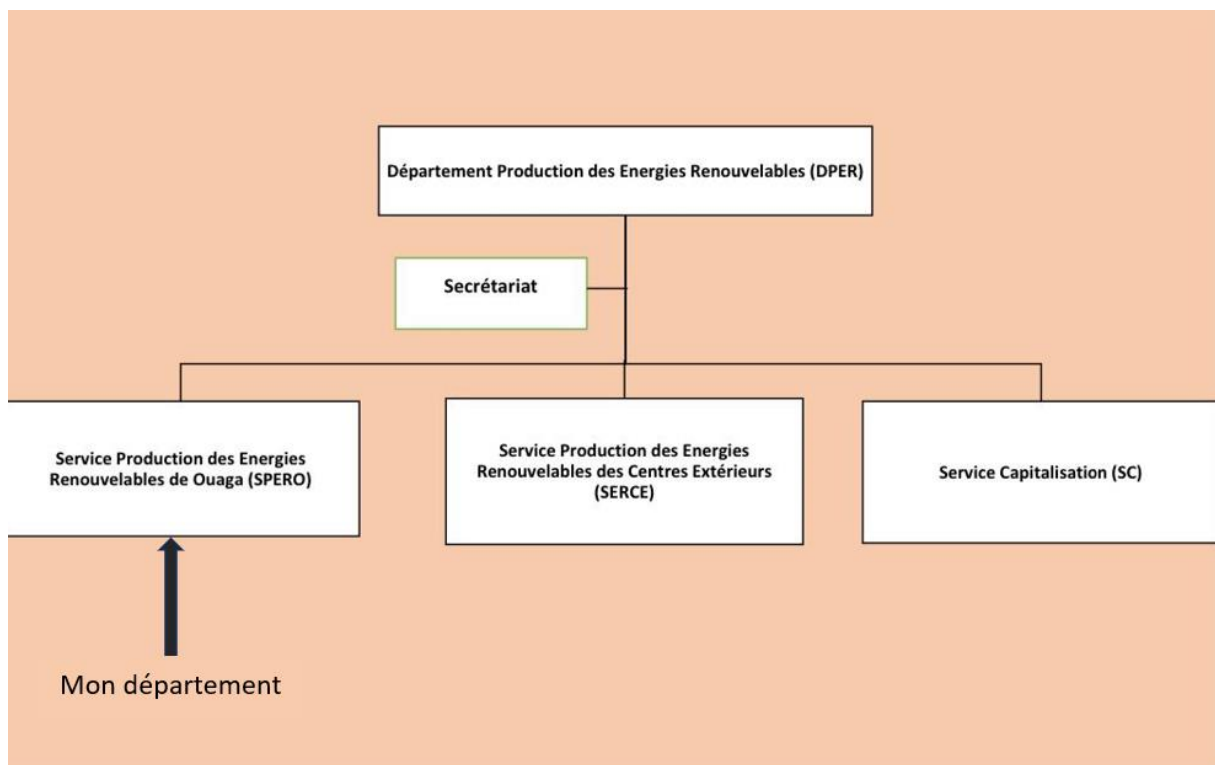 Département Production des Energies Renouvelables (DPER)
Secrétariat
Service Production des Energies
Renouvelables de Ouaga (SPERO)
Service Production des Energies
Renouvelables des Centres Extérieurs
(SERCE)
Service Capitalisation (SC)
Mon département